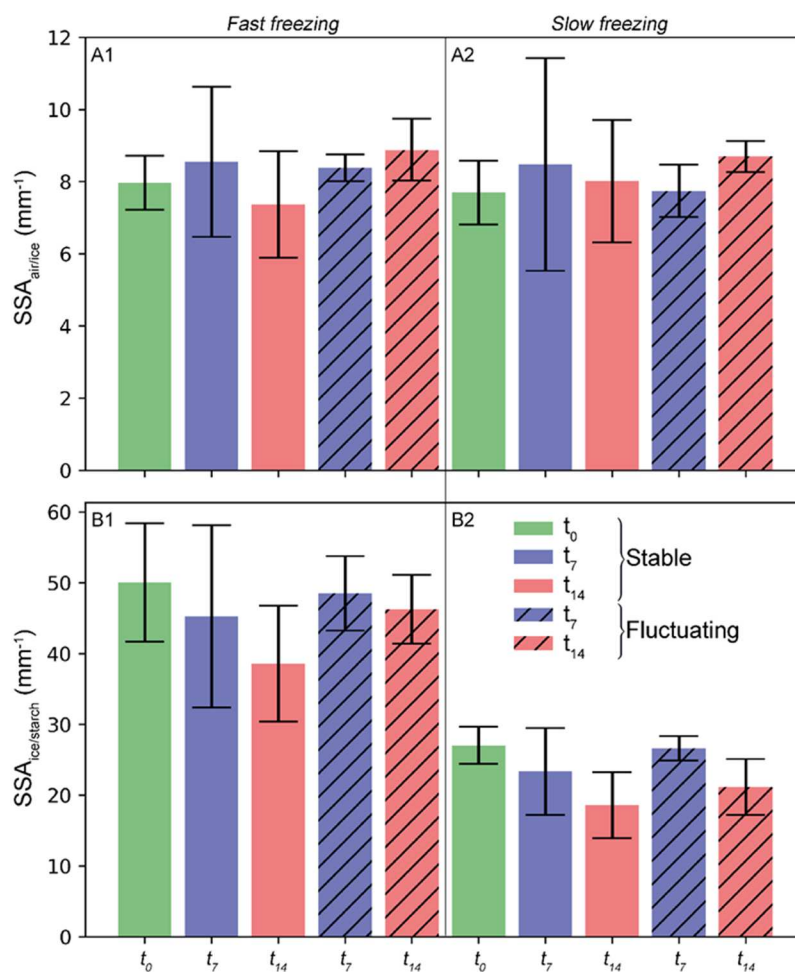 Fast freezing Slow freezing
A1 A2
12
10
8
6
4
2
0
SSAair/ice (mm-1)
B1 B2
60
50
40
30
20
10
0
SSAice/starch (mm-1)
t0
t7
t14
Stable
t7
t14
Fluctuating
t0 t7 t14 t7 t14 t0 t7 t14 t7 t14